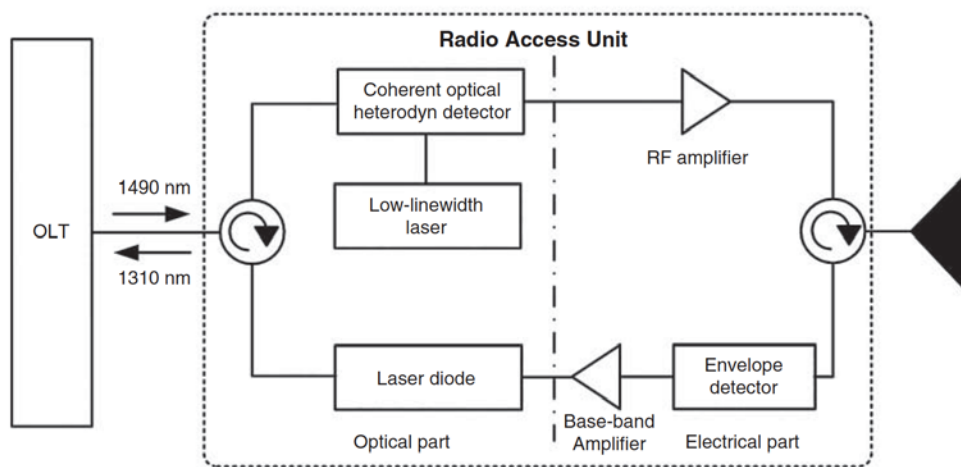 Radio Access Unit
Coherent optical
heterodyn detector
RF amplifier
1490 nm
OLT
1310 nm
Low-linewidth
laser
Laser diode
Envelope
detector
Base-band
Amplifier
Optical part
Electrical part